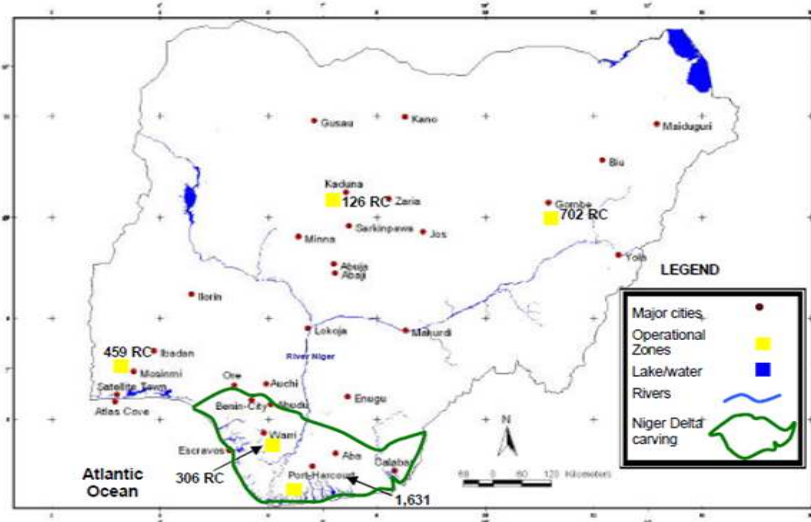 Gusau
Kano
Maiduguri
Biu
Kaduna
126 RC
Zaria
Gombe
702 RC
Sarkinpawa
Jos
Minna
Yola
Abuja
Abaji
Ilorin
Lokoja
Makurdi
River Niger
459 RC
Ibadan
Mosinmi
Satellite Town
Atlas Cove
Ore
Auchi
Benin-City
Enugu
Warri
Escravos
Aba
Calabar
306 RC
Port-Harcourt
1,631
Atlantic
Ocean
N
Kilometers
LEGEND
Major cities
Operational
Zones
Lake/water
Rivers
Niger Delta
carving